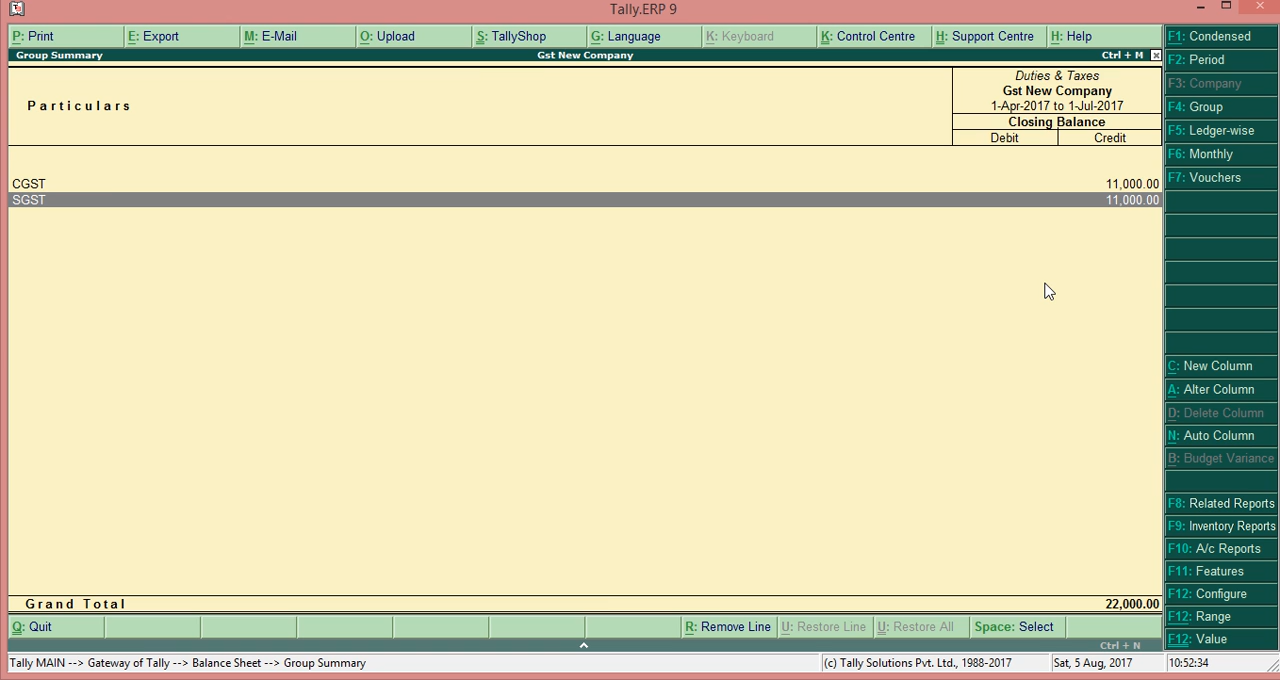 Tally.ERP 9
P: Print E: Export M: E-Mail O: Upload S: TallyShop G: Language K: Keyboard K: Control Centre H: Support Centre H: Help
Group Summary Gst New Company Ctrl + M
Particulars
Duties & Taxes
Gst New Company
1-Apr-2017 to 1-Jul-2017
Closing Balance
Debit Credit
CGST 11,000.00
SGST 11,000.00
Grand Total 22,000.00
Q: Quit R: Remove Line U: Restore Line U: Restore All Space: Select
Ctrl + N
Tally MAIN --> Gateway of Tally --> Balance Sheet --> Group Summary (c) Tally Solutions Pvt. Ltd., 1988-2017 Sat, 5 Aug, 2017 10:52:34
F1: Condensed
F2: Period
F3: Company
F4: Group
F5: Ledger-wise
F6: Monthly
F7: Vouchers
C: New Column
A: Alter Column
D: Delete Column
N: Auto Column
B: Budget Variance
F8: Related Reports
F9: Inventory Reports
F10: A/c Reports
F11: Features
F12: Configure
F12: Range
F12: Value